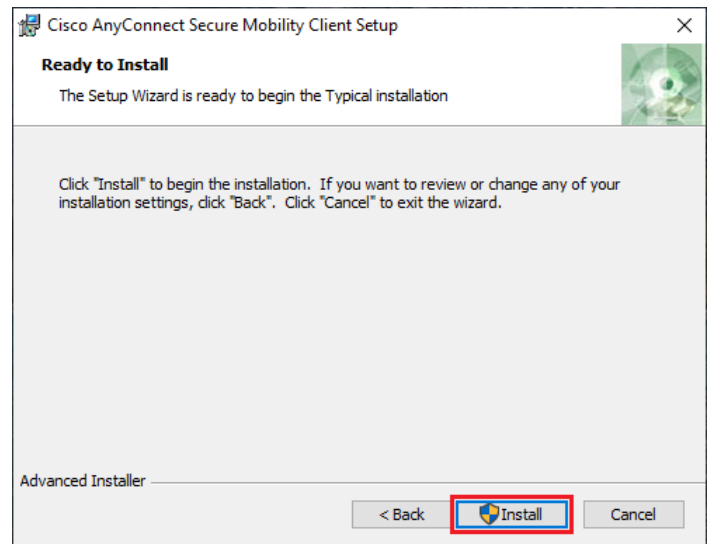 Cisco AnyConnect Secure Mobility Client Setup
Ready to Install
The Setup Wizard is ready to begin the Typical installation
Click "Install" to begin the installation.  If you want to review or change any of your
installation settings, click "Back".  Click "Cancel" to exit the wizard.
Advanced Installer
< Back Install Cancel